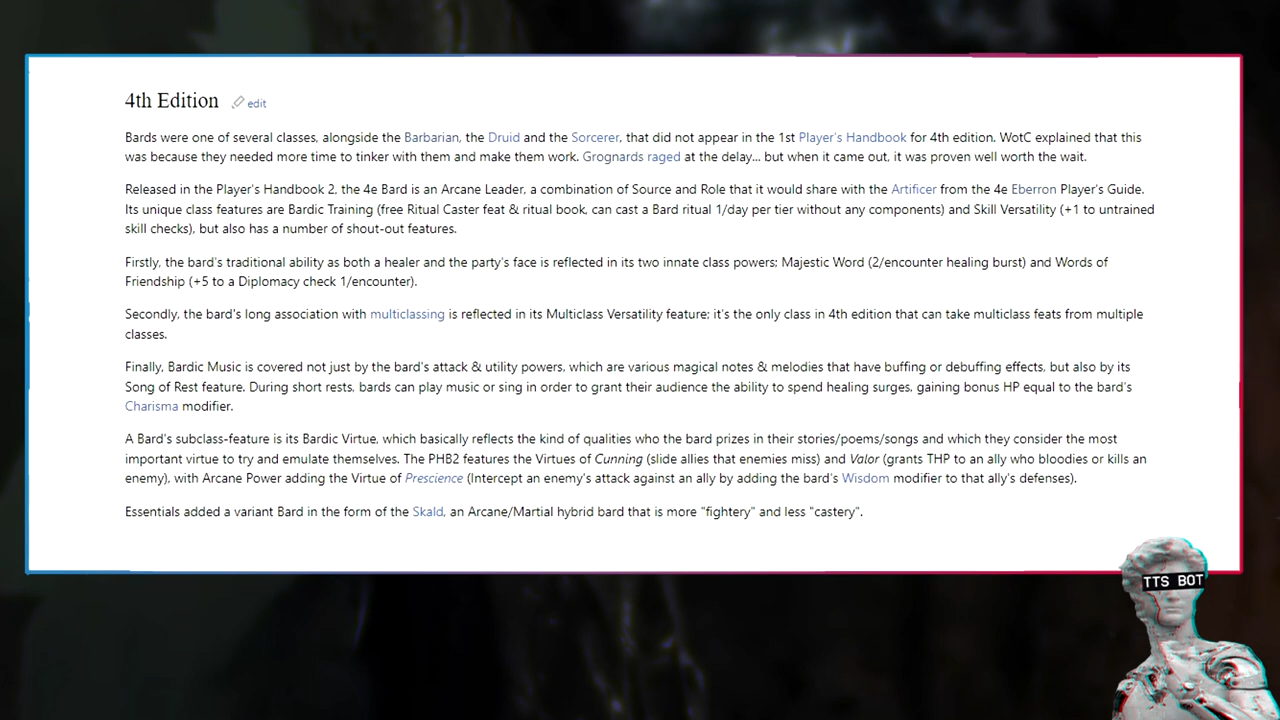 4th Edition edit
Bards were one of several classes, alongside the Barbarian, the Druid and the Sorcerer, that did not appear in the 1st Player's Handbook for 4th edition. WotC explained that this
was because they needed more time to tinker with them and make them work. Grognards raged at the delay... but when it came out, it was proven well worth the wait.
Released in the Player's Handbook 2, the 4e Bard is an Arcane Leader, a combination of Source and Role that it would share with the Artificer from the 4e Eberron Player's Guide.
Its unique class features are Bardic Training (free Ritual Caster feat & ritual book, can cast a Bard ritual 1/day per tier without any components) and Skill Versatility (+1 to untrained
skill checks), but also has a number of shout-out features.
Firstly, the bard's traditional ability as both a healer and the party's face is reflected in its two innate class powers; Majestic Word (2/encounter healing burst) and Words of
Friendship (+5 to a Diplomacy check 1/encounter).
Secondly, the bard's long association with multiclassing is reflected in its Multiclass Versatility feature; it's the only class in 4th edition that can take multiclass feats from multiple
classes.
Finally, Bardic Music is covered not just by the bard's attack & utility powers, which are various magical notes & melodies that have buffing or debuffing effects, but also by its
Song of Rest feature. During short rests, bards can play music or sing in order to grant their audience the ability to spend healing surges, gaining bonus HP equal to the bard's
Charisma modifier.
A Bard's subclass-feature is its Bardic Virtue, which basically reflects the kind of qualities who the bard prizes in their stories/poems/songs and which they consider the most
important virtue to try and emulate themselves. The PHB2 features the Virtues of Cunning (slide allies that enemies miss) and Valor (grants THP to an ally who bloodies or kills an
enemy), with Arcane Power adding the Virtue of Prescience (Intercept an enemy's attack against an ally by adding the bard's Wisdom modifier to that ally's defenses).
Essentials added a variant Bard in the form of the Skald, an Arcane/Martial hybrid bard that is more "fightery" and less "castery".
TTS BOT